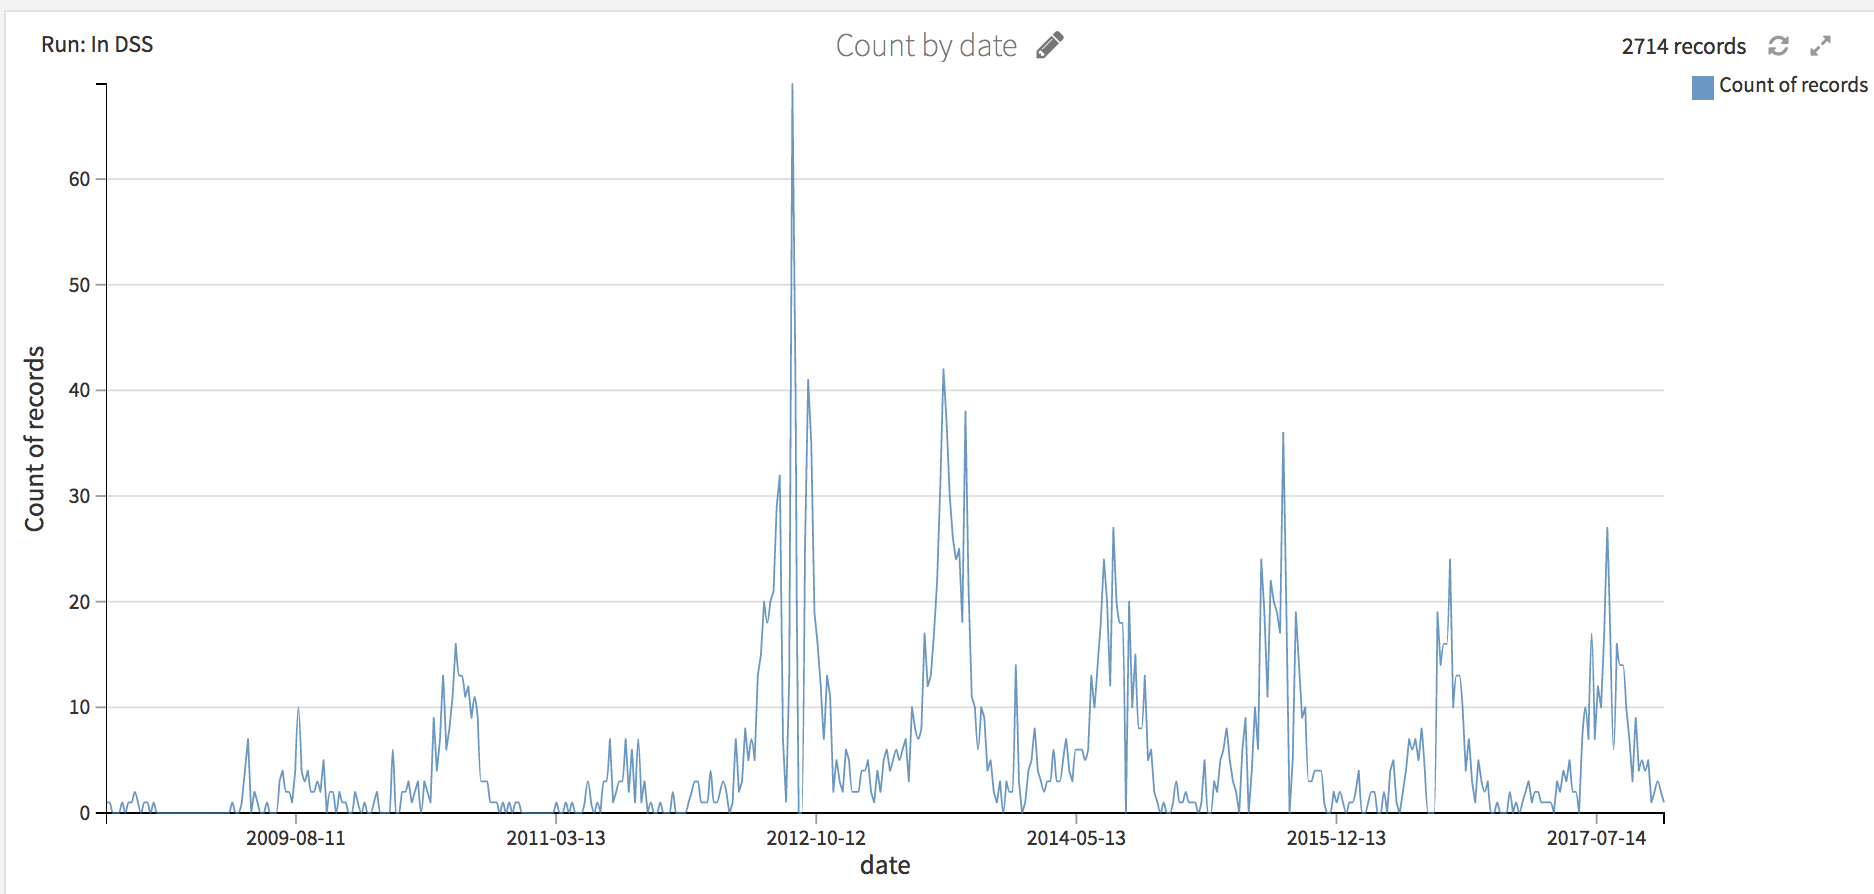 Run: In DSS
Count by date
2714 records
Count of records
60
50
40
30
20
10
0
Count of records
2009-08-11
2011-03-13
2012-10-12
2014-05-13
2015-12-13
2017-07-14
date